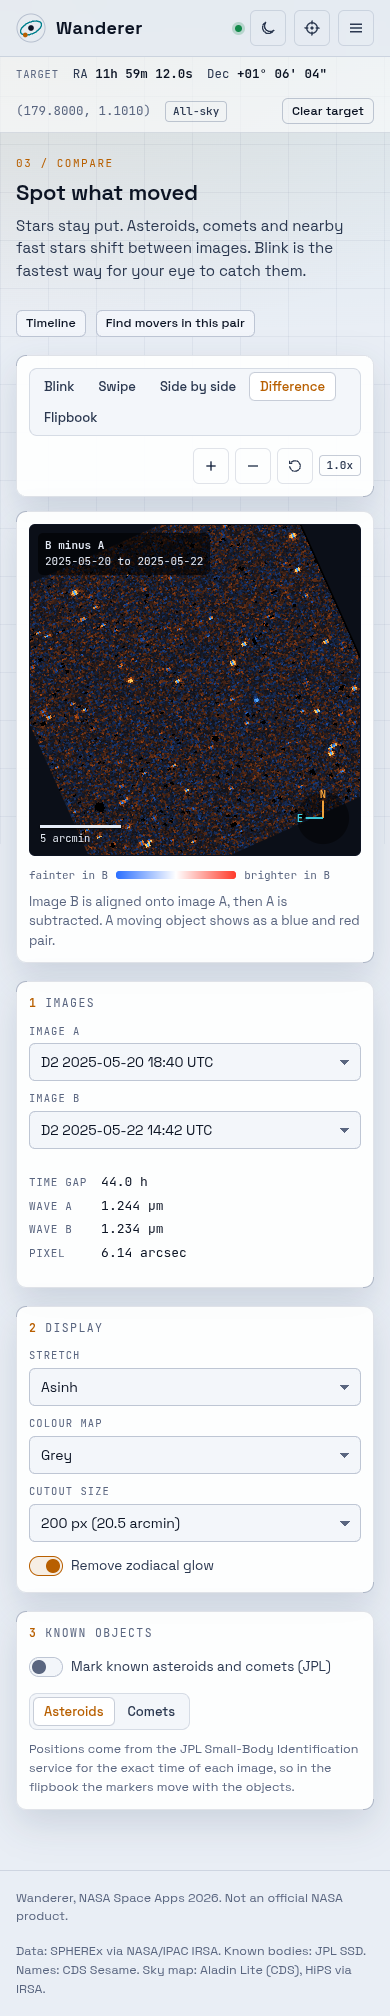 Wanderer
TARGET RA 11h 59m 12.0s Dec +01° 06' 04"
(179.8000, 1.1010) All-sky Clear target
03 / COMPARE
Spot what moved
Stars stay put. Asteroids, comets and nearby
fast stars shift between images. Blink is the
fastest way for your eye to catch them.
Timeline Find movers in this pair
Blink Swipe Side by side Difference
Flipbook
+ − 1.0x
B minus A
2025-05-20 to 2025-05-22
N
E
5 arcmin
fainter in B brighter in B
Image B is aligned onto image A, then A is
subtracted. A moving object shows as a blue and red
pair.
1 IMAGES
IMAGE A
D2 2025-05-20 18:40 UTC
IMAGE B
D2 2025-05-22 14:42 UTC
TIME GAP 44.0 h
WAVE A 1.244 µm
WAVE B 1.234 µm
PIXEL 6.14 arcsec
2 DISPLAY
STRETCH
Asinh
COLOUR MAP
Grey
CUTOUT SIZE
200 px (20.5 arcmin)
Remove zodiacal glow
3 KNOWN OBJECTS
Mark known asteroids and comets (JPL)
Asteroids Comets
Positions come from the JPL Small-Body Identification
service for the exact time of each image, so in the
flipbook the markers move with the objects.
Wanderer, NASA Space Apps 2026. Not an official NASA
product.
Data: SPHEREx via NASA/IPAC IRSA. Known bodies: JPL SSD.
Names: CDS Sesame. Sky map: Aladin Lite (CDS), HiPS via
IRSA.